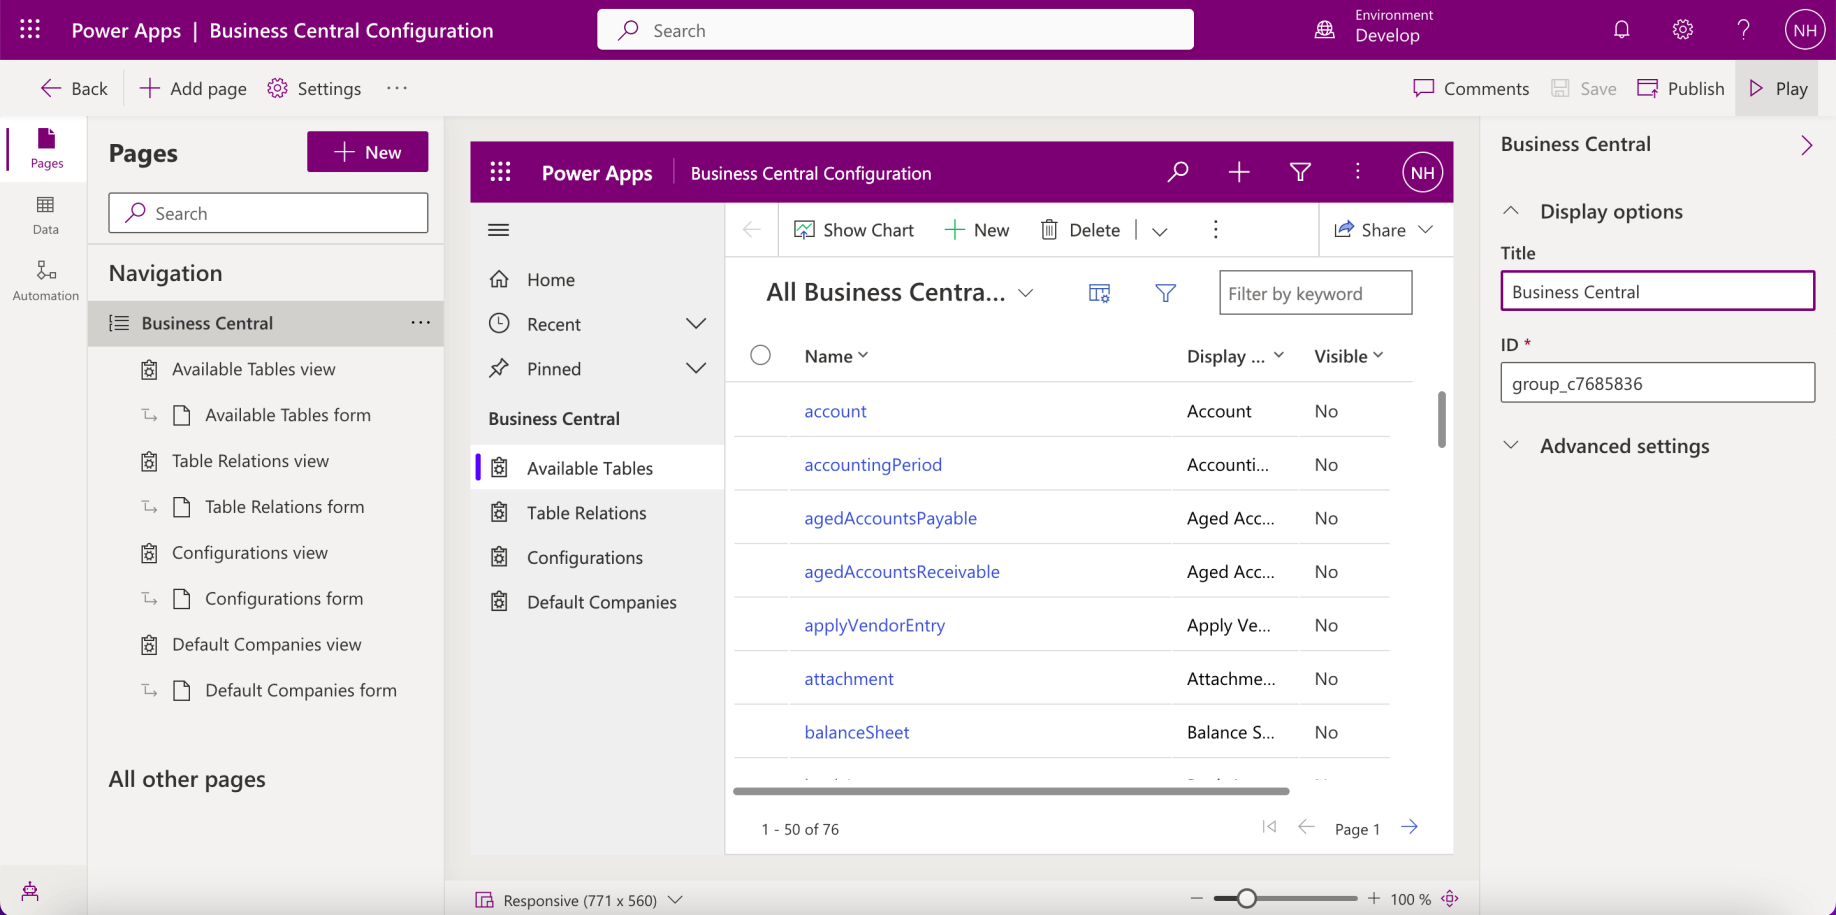 Power Apps | Business Central Configuration
Search
Environment
Develop
NH
Back
Add page
Settings
Comments
Save
Publish
Play
Pages
Data
Automation
Pages
New
Search
Navigation
Business Central
Available Tables view
Available Tables form
Table Relations view
Table Relations form
Configurations view
Configurations form
Default Companies view
Default Companies form
All other pages
Power Apps
Business Central Configuration
NH
Home
Recent
Pinned
Business Central
Available Tables
Table Relations
Configurations
Default Companies
Show Chart
New
Delete
Share
All Business Centra...
Filter by keyword
Name Display ... Visible
account Account No
accountingPeriod Accounti... No
agedAccountsPayable Aged Acc... No
agedAccountsReceivable Aged Acc... No
applyVendorEntry Apply Ve... No
attachment Attachme... No
balanceSheet Balance S... No
1 - 50 of 76
Page 1
Responsive (771 x 560)
100 %
Business Central
Display options
Title
Business Central
ID *
group_c7685836
Advanced settings